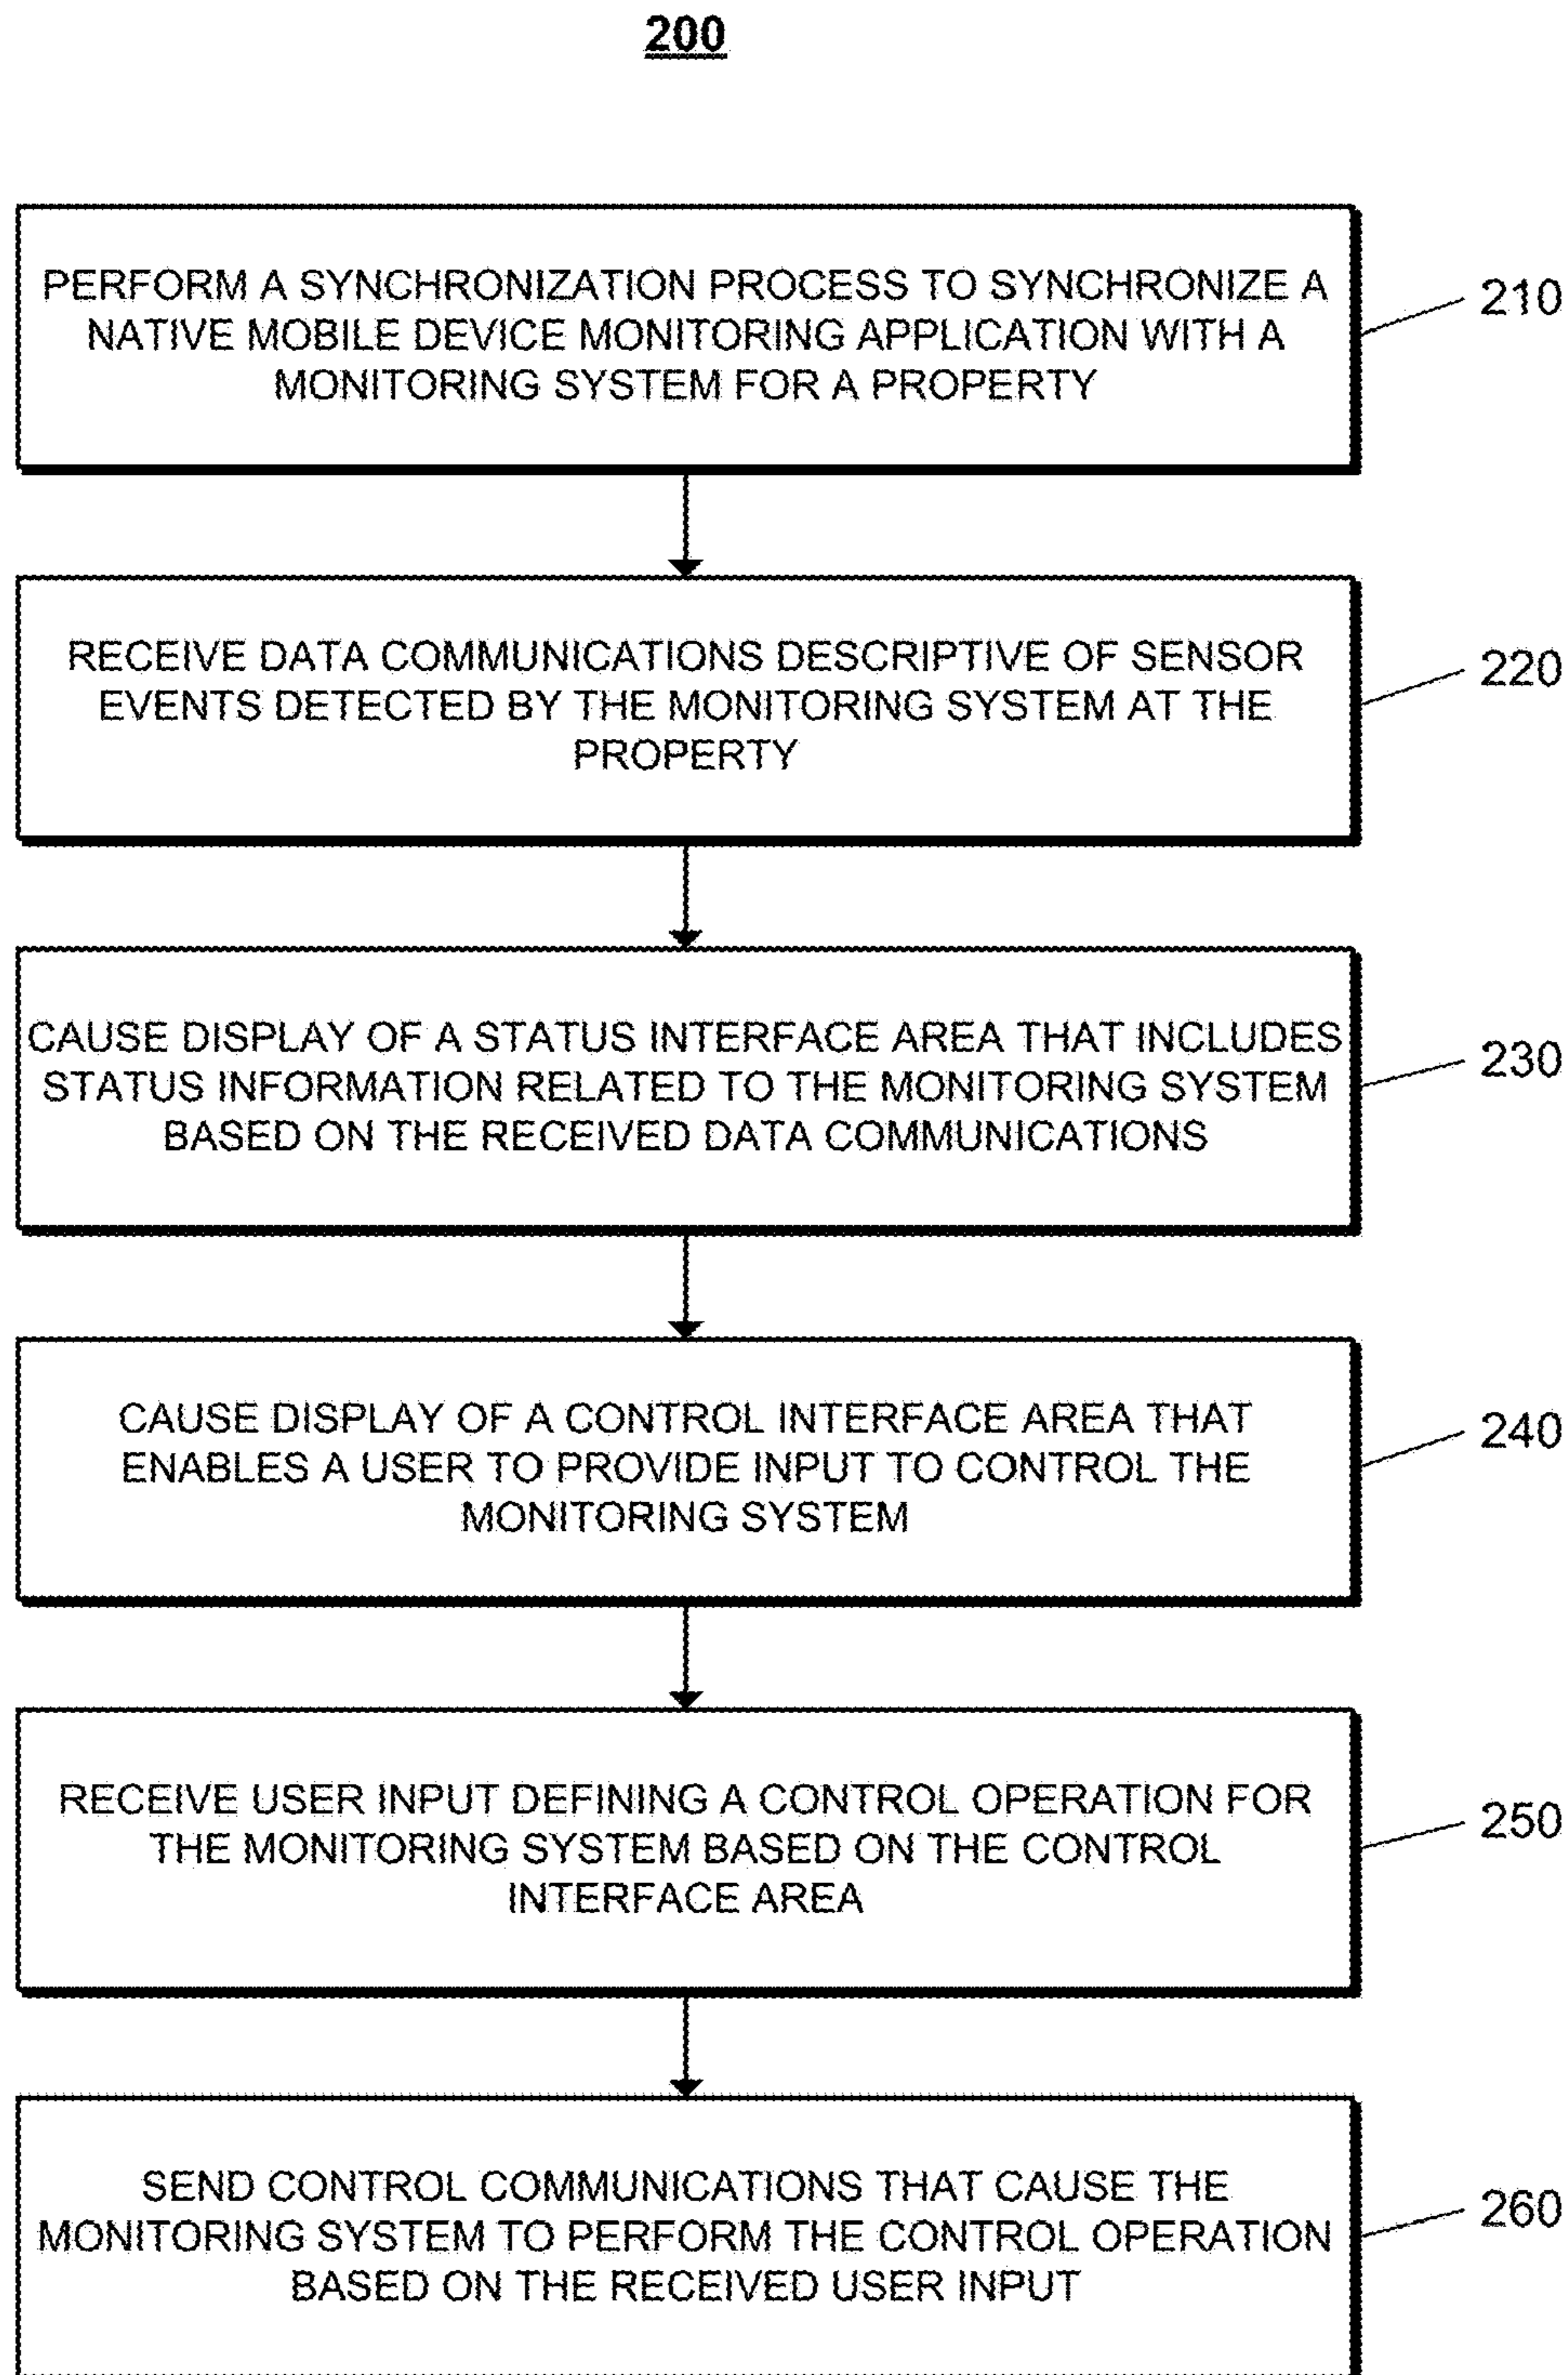 200
PERFORM A SYNCHRONIZATION PROCESS TO SYNCHRONIZE A
NATIVE MOBILE DEVICE MONITORING APPLICATION WITH A
MONITORING SYSTEM FOR A PROPERTY
210
RECEIVE DATA COMMUNICATIONS DESCRIPTIVE OF SENSOR
EVENTS DETECTED BY THE MONITORING SYSTEM AT THE
PROPERTY
220
CAUSE DISPLAY OF A STATUS INTERFACE AREA THAT INCLUDES
STATUS INFORMATION RELATED TO THE MONITORING SYSTEM
BASED ON THE RECEIVED DATA COMMUNICATIONS
230
CAUSE DISPLAY OF A CONTROL INTERFACE AREA THAT
ENABLES A USER TO PROVIDE INPUT TO CONTROL THE
MONITORING SYSTEM
240
RECEIVE USER INPUT DEFINING A CONTROL OPERATION FOR
THE MONITORING SYSTEM BASED ON THE CONTROL
INTERFACE AREA
250
SEND CONTROL COMMUNICATIONS THAT CAUSE THE
MONITORING SYSTEM TO PERFORM THE CONTROL OPERATION
BASED ON THE RECEIVED USER INPUT
260